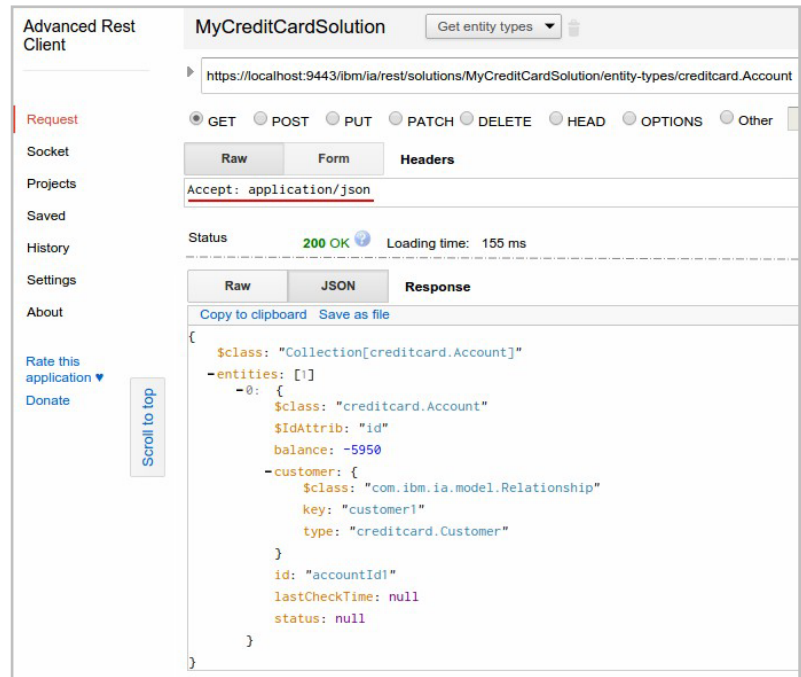 Advanced Rest
Client
MyCreditCardSolution
Get entity types
https://localhost:9443/ibm/ia/rest/solutions/MyCreditCardSolution/entity-types/creditcard.Account
Request
Socket
Projects
Saved
History
Settings
About
Rate this
application ♥
Donate
Scroll to top
GET POST PUT PATCH DELETE HEAD OPTIONS Other
Raw Form Headers
Accept: application/json
Status 200 OK ? Loading time: 155 ms
Raw JSON Response
Copy to clipboard Save as file
{
$class: "Collection[creditcard.Account]"
-entities: [1]
-0: {
$class: "creditcard.Account"
$IdAttrib: "id"
balance: -5950
-customer: {
$class: "com.ibm.ia.model.Relationship"
key: "customer1"
type: "creditcard.Customer"
}
id: "accountId1"
lastCheckTime: null
status: null
}
}